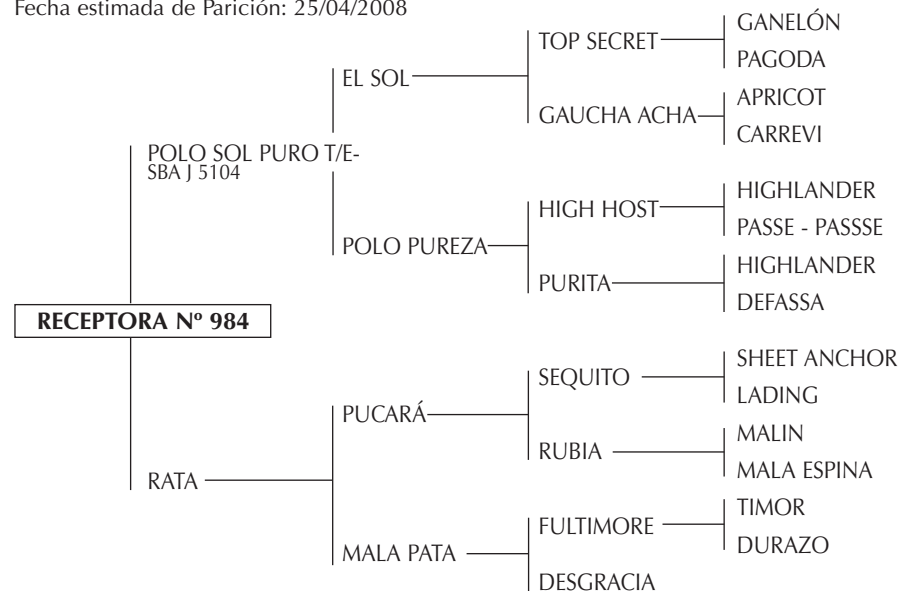 Fecha estimada de Parición: 25/04/2008
GANELÓN
TOP SECRET
PAGODA
EL SOL
APRICOT
GAUCHA ACHA
CARREVI
POLO SOL PURO T/E-
SBA J 5104
HIGHLANDER
HIGH HOST
PASSE - PASSSE
POLO PUREZA
HIGHLANDER
PURITA
DEFASSA
RECEPTORA Nº 984
SHEET ANCHOR
SEQUITO
LADING
PUCARÁ
MALIN
RUBIA
MALA ESPINA
RATA
TIMOR
FULTIMORE
DURAZO
MALA PATA
DESGRACIA